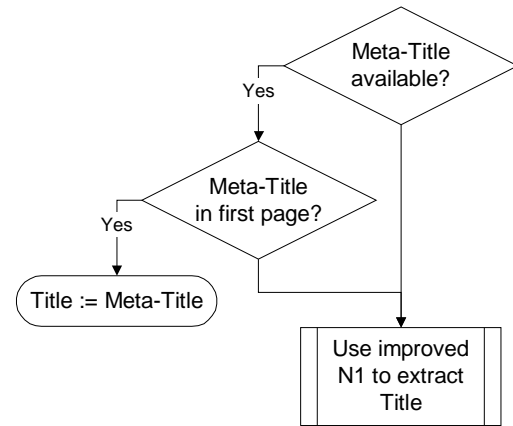 Meta-Title
available?
Yes
Meta-Title
in first page?
Yes
Title := Meta-Title
Use improved
N1 to extract
Title